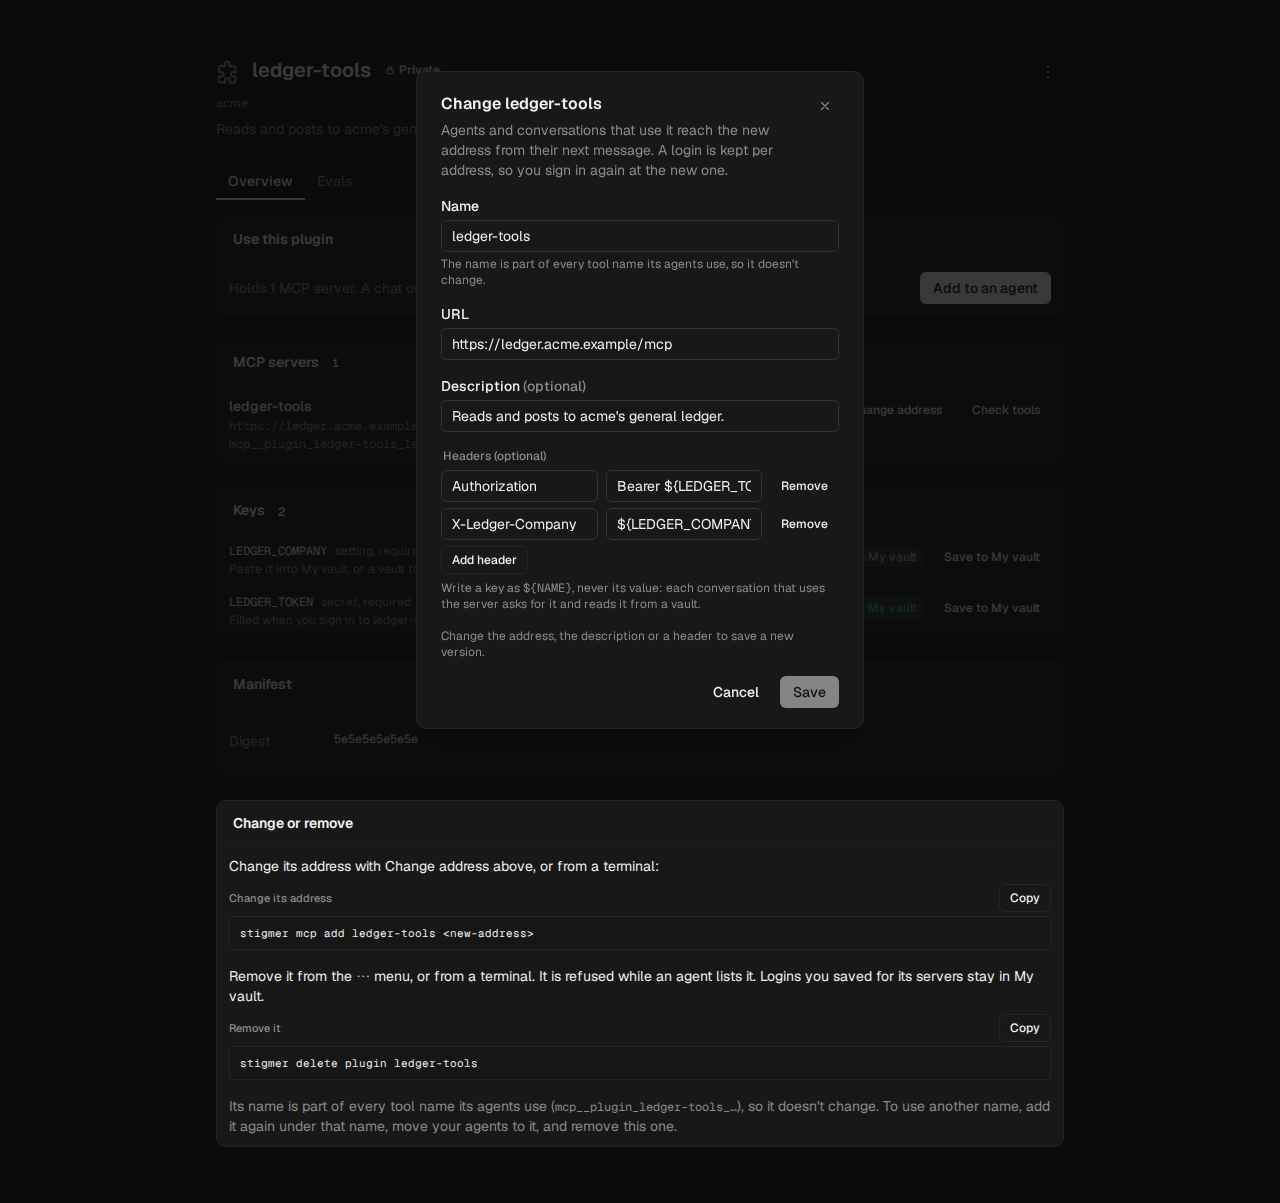 ledger-tools Private
acme
Reads and posts to acme's gen
Overview Evals
Use this plugin
Holds 1 MCP server. A chat o
Add to an agent
MCP servers 1
ledger-tools
https://ledger.acme.example
mcp__plugin_ledger-tools_le
ange address
Check tools
Keys 2
LEDGER_COMPANY setting, require
Paste it into My vault, or a vault th
My vault
Save to My vault
LEDGER_TOKEN secret, required
Filled when you sign in to ledger-t
My vault
Save to My vault
Manifest
Digest 5e5e5e5e5e5e
Change ledger-tools
Agents and conversations that use it reach the new
address from their next message. A login is kept per
address, so you sign in again at the new one.
Name
ledger-tools
The name is part of every tool name its agents use, so it doesn't
change.
URL
https://ledger.acme.example/mcp
Description (optional)
Reads and posts to acme's general ledger.
Headers (optional)
Authorization Bearer ${LEDGER_TO Remove
X-Ledger-Company ${LEDGER_COMPAN Remove
Add header
Write a key as ${NAME}, never its value: each conversation that uses
the server asks for it and reads it from a vault.
Change the address, the description or a header to save a new
version.
Cancel Save
Change or remove
Change its address with Change address above, or from a terminal:
Change its address Copy
stigmer mcp add ledger-tools <new-address>
Remove it from the ··· menu, or from a terminal. It is refused while an agent lists it. Logins you saved for its servers stay in My
vault.
Remove it Copy
stigmer delete plugin ledger-tools
Its name is part of every tool name its agents use (mcp__plugin_ledger-tools_…), so it doesn't change. To use another name, add
it again under that name, move your agents to it, and remove this one.